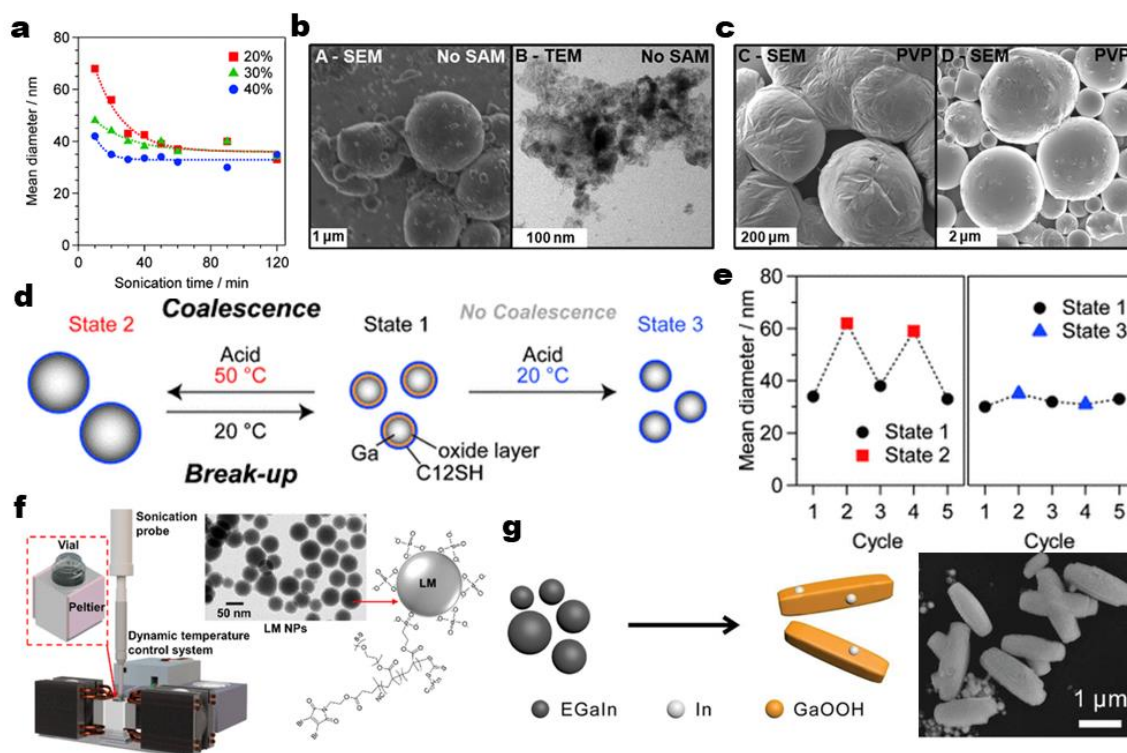 a
80
60
40
20
0
Mean diameter / nm
20%
30%
40%
0
40
80
120
Sonication time / min
b
A - SEM
No SAM
1 µm
B - TEM
No SAM
100 nm
c
C - SEM
PVP
200 µm
D - SEM
PVP
2 µm
d
State 2
Coalescence
Acid
50 °C
20 °C
Break-up
State 1
Ga
oxide layer
C12SH
No Coalescence
Acid
20 °C
State 3
e
80
60
40
20
0
Mean diameter / nm
State 1
State 2
1 2 3 4 5
Cycle
State 1
State 3
1 2 3 4 5
Cycle
f
Sonication
probe
Vial
Peltier
Dynamic temperature
control system
50 nm
LM NPs
LM
g
EGaIn
In
GaOOH
1 µm